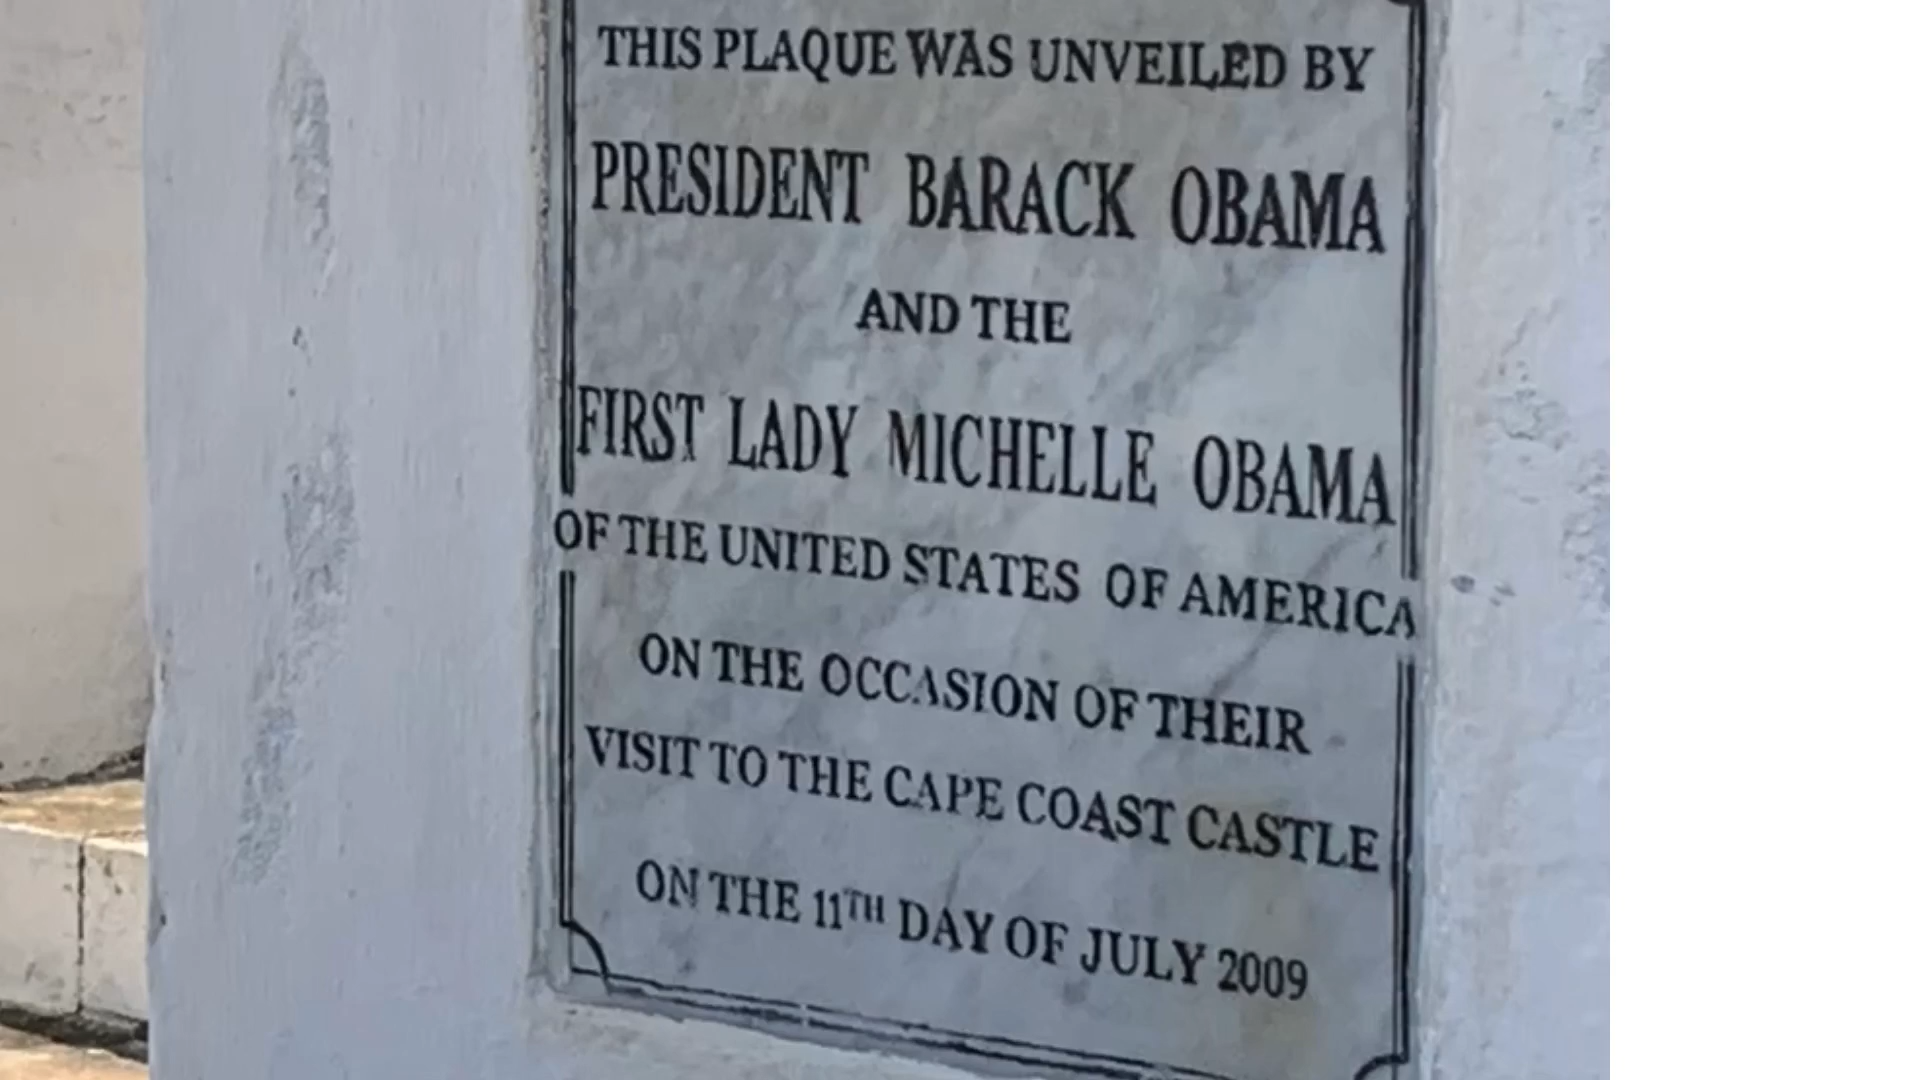 THIS PLAQUE WAS UNVEILED BY
PRESIDENT BARACK OBAMA
AND THE
FIRST LADY MICHELLE OBAMA
OF THE UNITED STATES OF AMERICA
ON THE OCCASION OF THEIR
VISIT TO THE CAPE COAST CASTLE
ON THE 11TH DAY OF JULY 2009